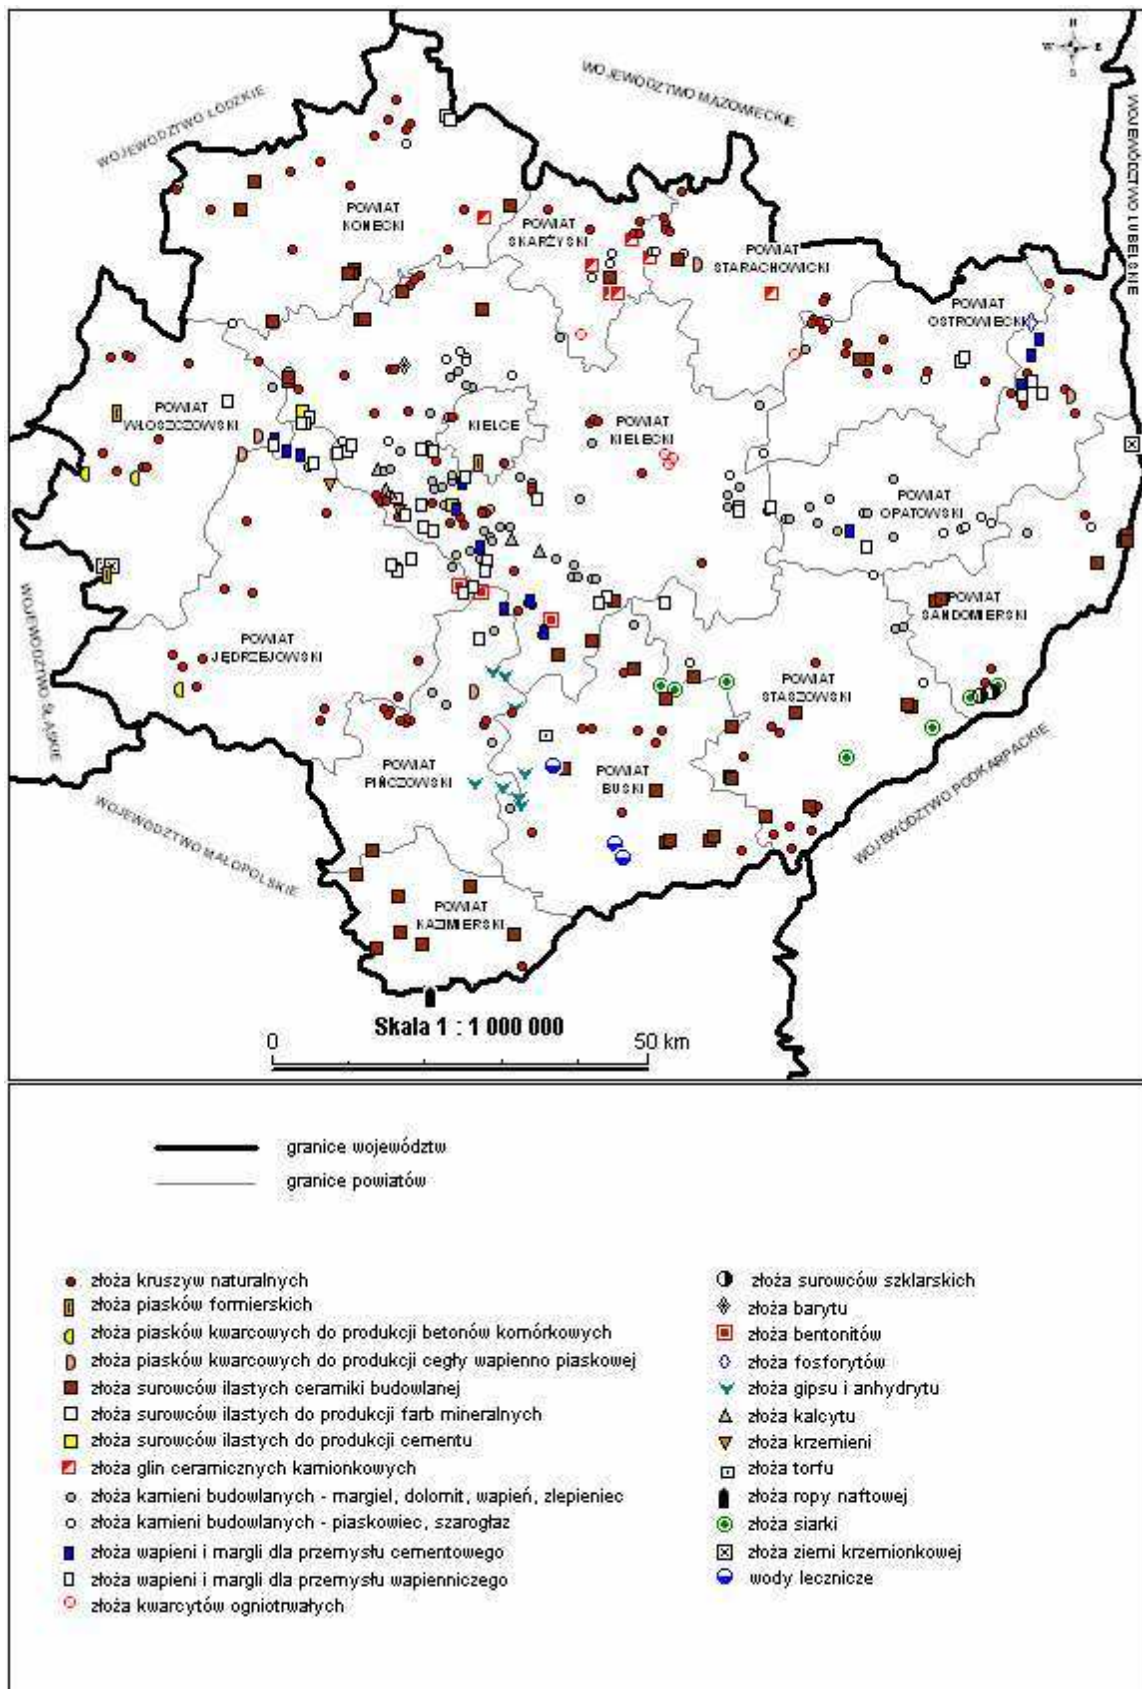 N
W E
S
WOJEWÓDZTWO ŁÓDZKIE
WOJEWÓDZTWO MAZOWIECKIE
WOJEWÓDZTWO LUBELSKIE
POWIAT
KONECKI
POWIAT
SKARŻYSKI
POWIAT
STARACHOWICKI
POWIAT
OSTROWIECKI
POWIAT
WŁOSZCZOWSKI
KIELCE
POWIAT
KIELECKI
POWIAT
OPATOWSKI
POWIAT
SANDOMIERSKI
POWIAT
JĘDRZEJOWSKI
POWIAT
STASZOWSKI
POWIAT
PIŃCZOWSKI
POWIAT
BUSKI
POWIAT
KAZIMIERSKI
WOJEWÓDZTWO ŚLĄSKIE
WOJEWÓDZTWO MAŁOPOLSKIE
WOJEWÓDZTWO PODKARPACKIE
Skala 1 : 1 000 000
0 50 km
granice województw
granice powiatów
złoża kruszyw naturalnych
złoża piasków formierskich
złoża piasków kwarcowych do produkcji betonów komórkowych
złoża piasków kwarcowych do produkcji cegły wapienno piaskowej
złoża surowców ilastych ceramiki budowlanej
złoża surowców ilastych do produkcji farb mineralnych
złoża surowców ilastych do produkcji cementu
złoża glin ceramicznych kamionkowych
złoża kamieni budowlanych - margiel, dolomit, wapień, zlepieniec
złoża kamieni budowlanych - piaskowiec, szarogłaz
złoża wapieni i margli dla przemysłu cementowego
złoża wapieni i margli dla przemysłu wapienniczego
złoża kwarcytów ogniotrwałych
złoża surowców szklarskich
złoża barytu
złoża bentonitów
złoża fosforytów
złoża gipsu i anhydrytu
złoża kalcytu
złoża krzemieni
złoża torfu
złoża ropy naftowej
złoża siarki
złoża ziemi krzemionkowej
wody lecznicze